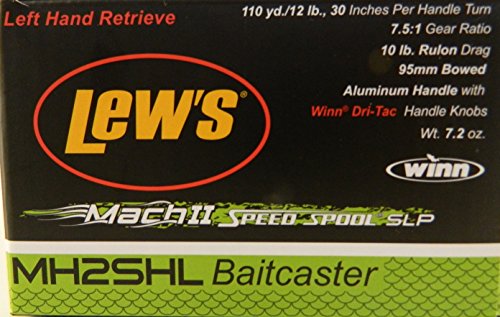 Left Hand Retrieve
110 yd./12 lb., 30 Inches Per Handle Turn
7.5:1 Gear Ratio
10 lb. Rulon Drag
95mm Bowed
Aluminum Handle with
Winn® Dri-Tac Handle Knobs
Wt. 7.2 oz.
LEW'S®
winn
Mach II SPEED SPOOL SLP
MH2SHL Baitcaster